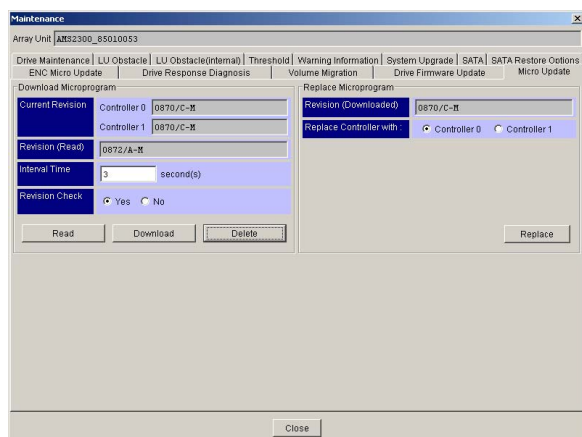 Maintenance
Array Unit AMS2300_85010053
Drive Maintenance LU Obstacle LU Obstacle(internal) Threshold Warning Information System Upgrade SATA SATA Restore Options
ENC Micro Update Drive Response Diagnosis Volume Migration Drive Firmware Update Micro Update
Download Microprogram
Current Revision Controller 0 0870/C-M
Controller 1 0870/C-M
Revision (Read) 0872/A-M
Interval Time 3 second(s)
Revision Check Yes No
Read Download Delete
Replace Microprogram
Revision (Downloaded) 0870/C-M
Replace Controller with : Controller 0 Controller 1
Replace
Close